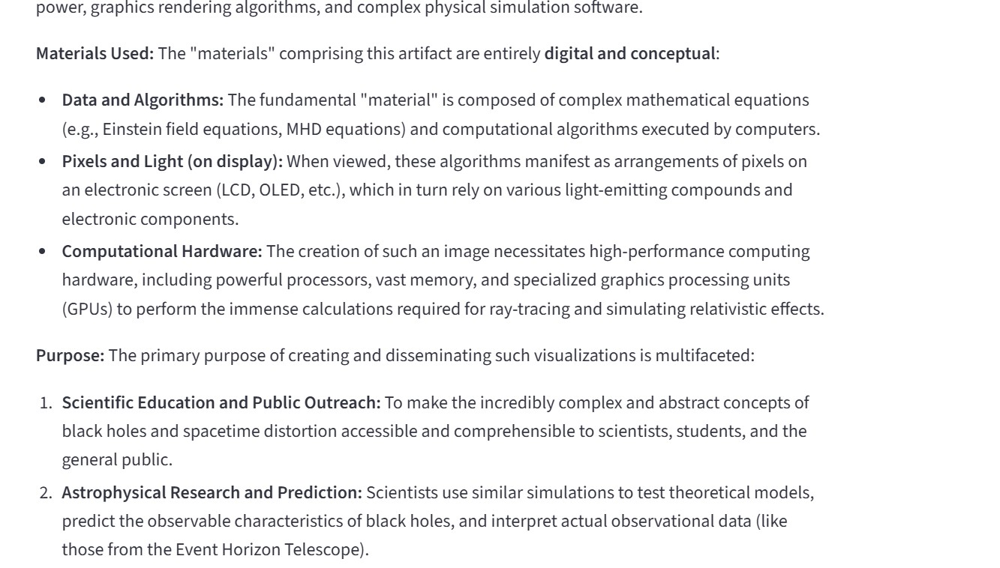 power, graphics rendering algorithms, and complex physical simulation software.
Materials Used: The "materials" comprising this artifact are entirely digital and conceptual:
• Data and Algorithms: The fundamental "material" is composed of complex mathematical equations
(e.g., Einstein field equations, MHD equations) and computational algorithms executed by computers.
• Pixels and Light (on display): When viewed, these algorithms manifest as arrangements of pixels on
an electronic screen (LCD, OLED, etc.), which in turn rely on various light-emitting compounds and
electronic components.
• Computational Hardware: The creation of such an image necessitates high-performance computing
hardware, including powerful processors, vast memory, and specialized graphics processing units
(GPUs) to perform the immense calculations required for ray-tracing and simulating relativistic effects.
Purpose: The primary purpose of creating and disseminating such visualizations is multifaceted:
1. Scientific Education and Public Outreach: To make the incredibly complex and abstract concepts of
black holes and spacetime distortion accessible and comprehensible to scientists, students, and the
general public.
2. Astrophysical Research and Prediction: Scientists use similar simulations to test theoretical models,
predict the observable characteristics of black holes, and interpret actual observational data (like
those from the Event Horizon Telescope).